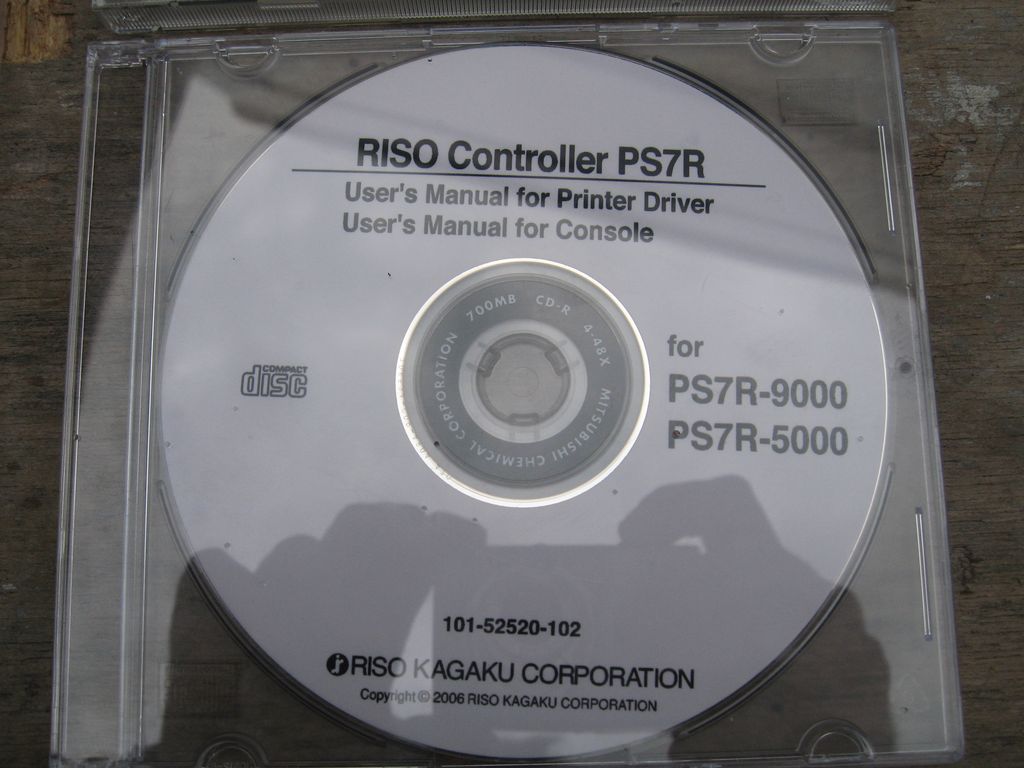 RISO Controller PS7R
User's Manual for Printer Driver
User's Manual for Console
700MB CD-R 4-48X MITSUBISHI CHEMICAL CORPORATION
for
PS7R-9000
PS7R-5000
COMPACT
disc
101-52520-102
RISO KAGAKU CORPORATION
Copyright © 2006 RISO KAGAKU CORPORATION